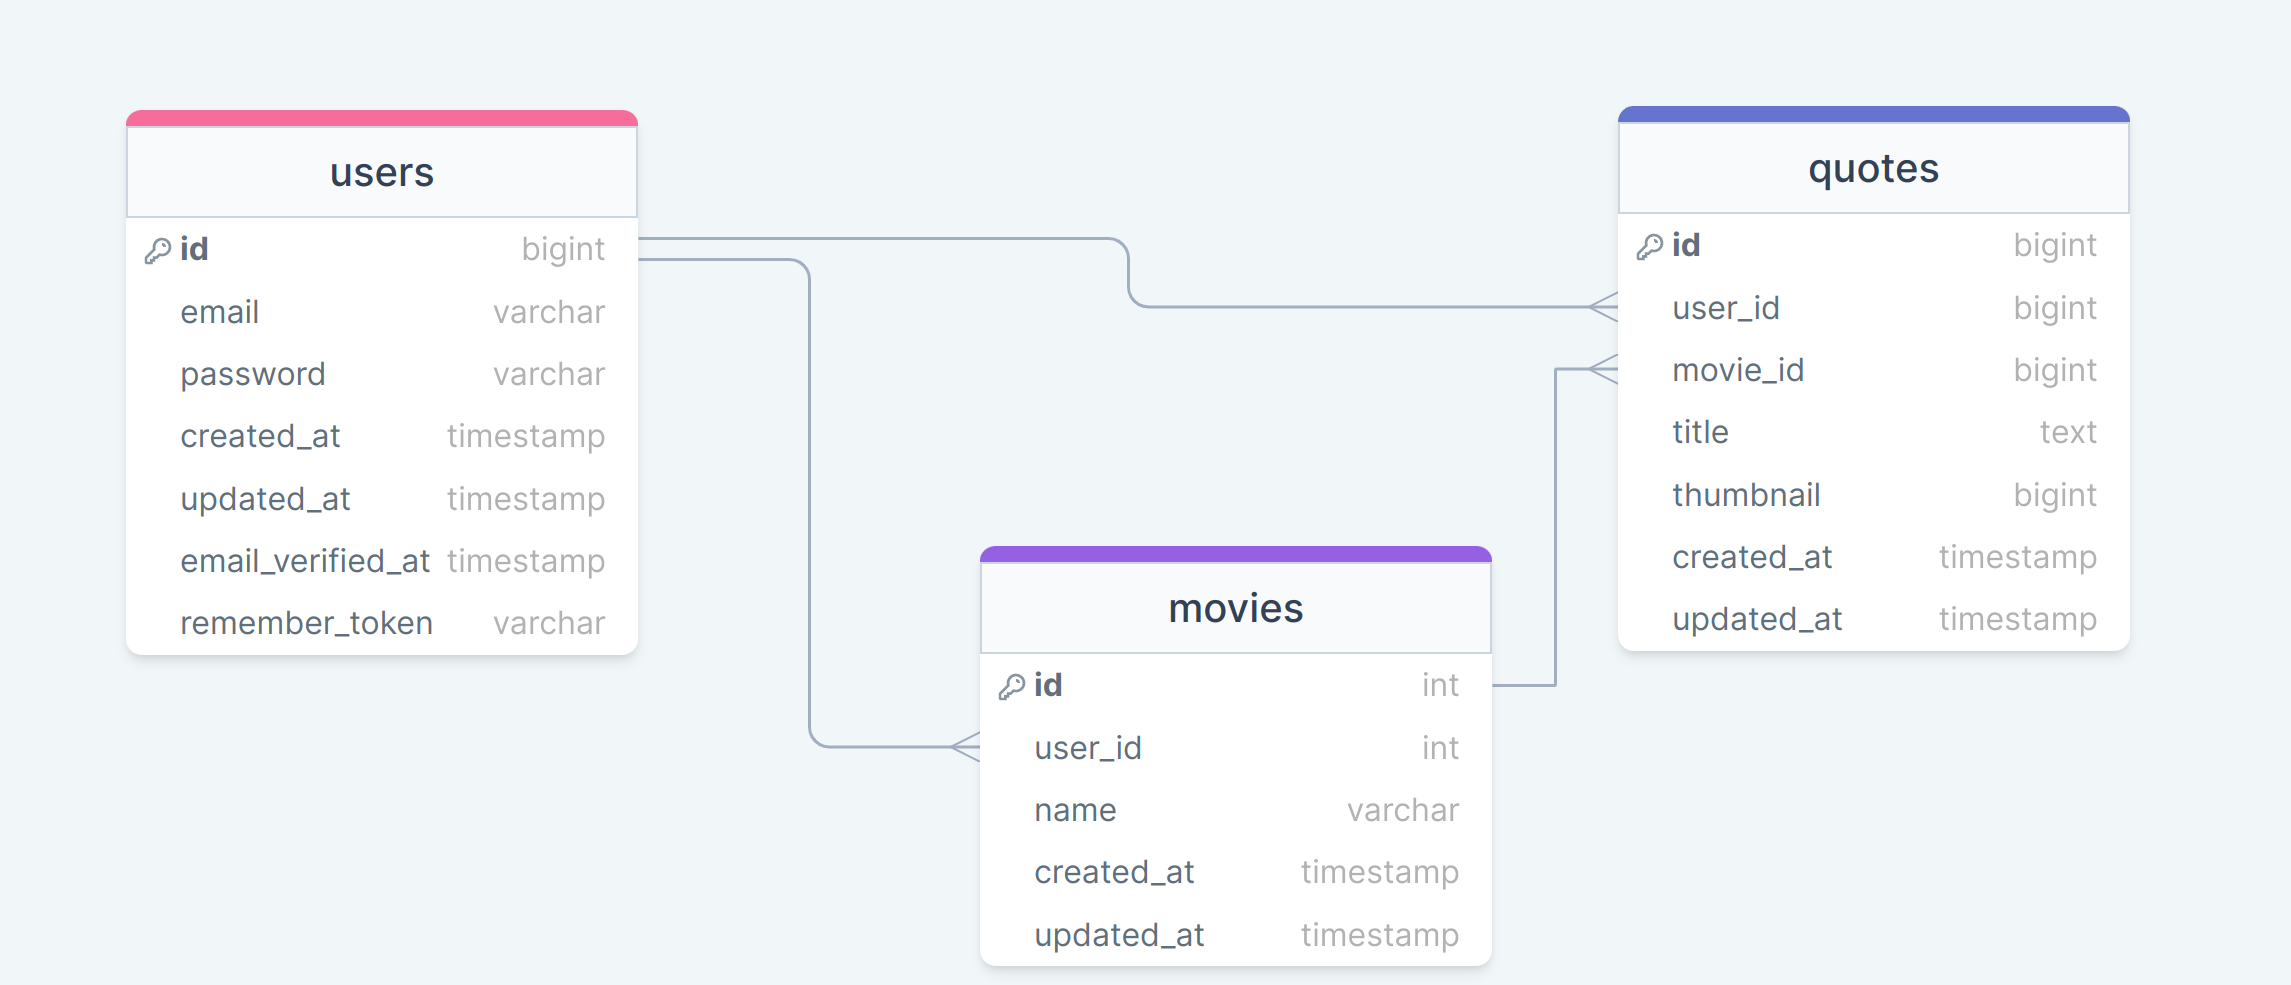 users
id bigint
email varchar
password varchar
created_at timestamp
updated_at timestamp
email_verified_at timestamp
remember_token varchar
quotes
id bigint
user_id bigint
movie_id bigint
title text
thumbnail bigint
created_at timestamp
updated_at timestamp
movies
id int
user_id int
name varchar
created_at timestamp
updated_at timestamp